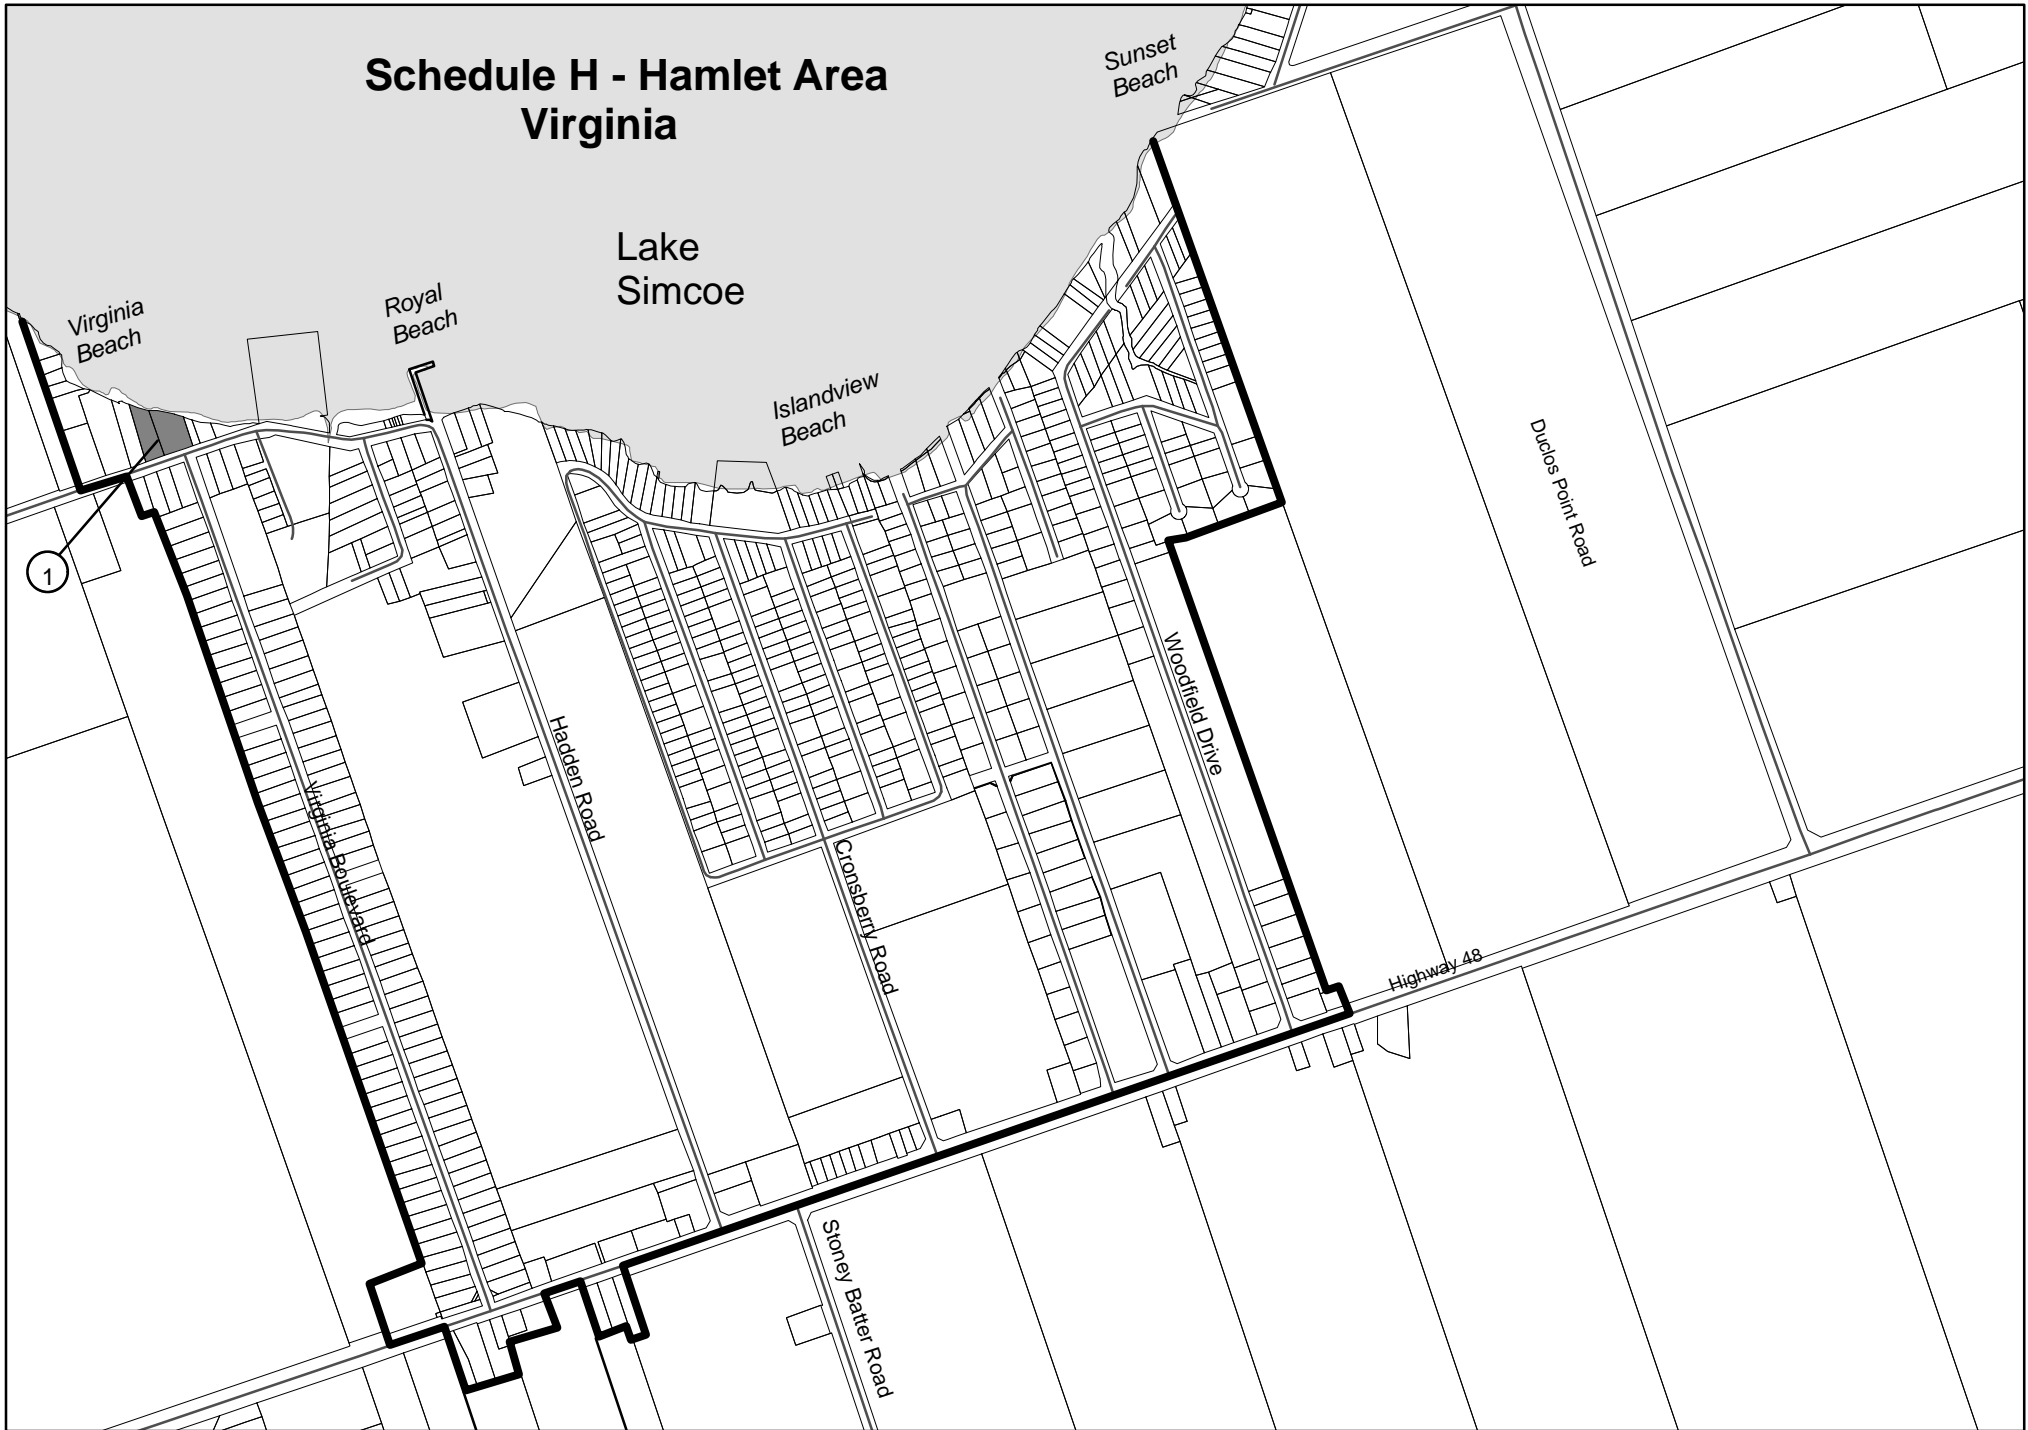 Schedule H - Hamlet Area
Virginia
Sunset
Beach
Lake
Simcoe
Virginia
Beach
Royal
Beach
Islandview
Beach
Duclos Point Road
1
Woodfield Drive
Hadden Road
Virginia Boulevard
Cronsberry Road
Highway 48
Stoney Batter Road